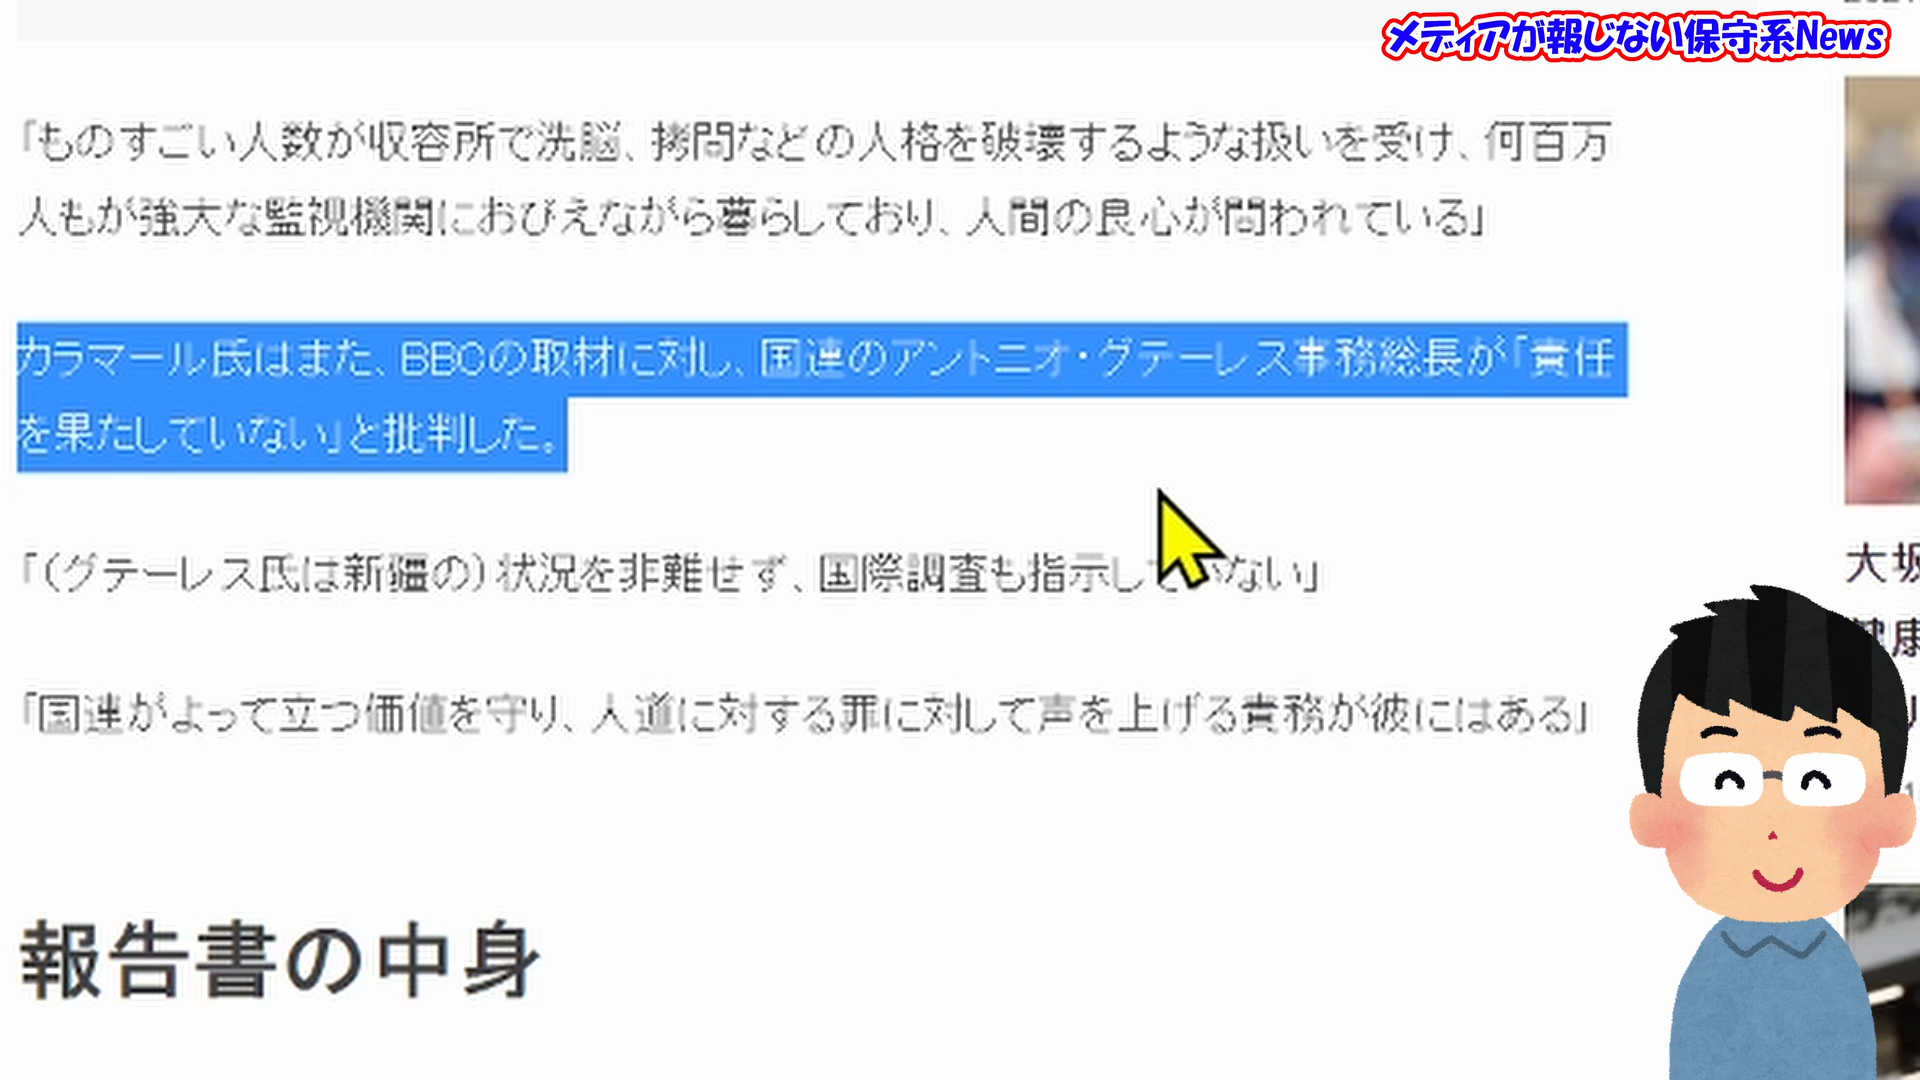 メディアが報じない保守系News
「ものすごい人数が収容所で洗脳、拷問などの人格を破壊するような扱いを受け、何百万
人もが強大な監視機関におびえながら暮らしており、人間の良心が問われている」
カラマール氏はまた、BBCの取材に対し、国連のアントニオ・グテーレス事務総長が「責任
を果たしていない」と批判した。
「（グテーレス氏は新疆の）状況を非難せず、国際調査も指示していない」
「国連がよって立つ価値を守り、人道に対する罪に対して声を上げる責務が彼にはある」
報告書の中身
大坂
健康